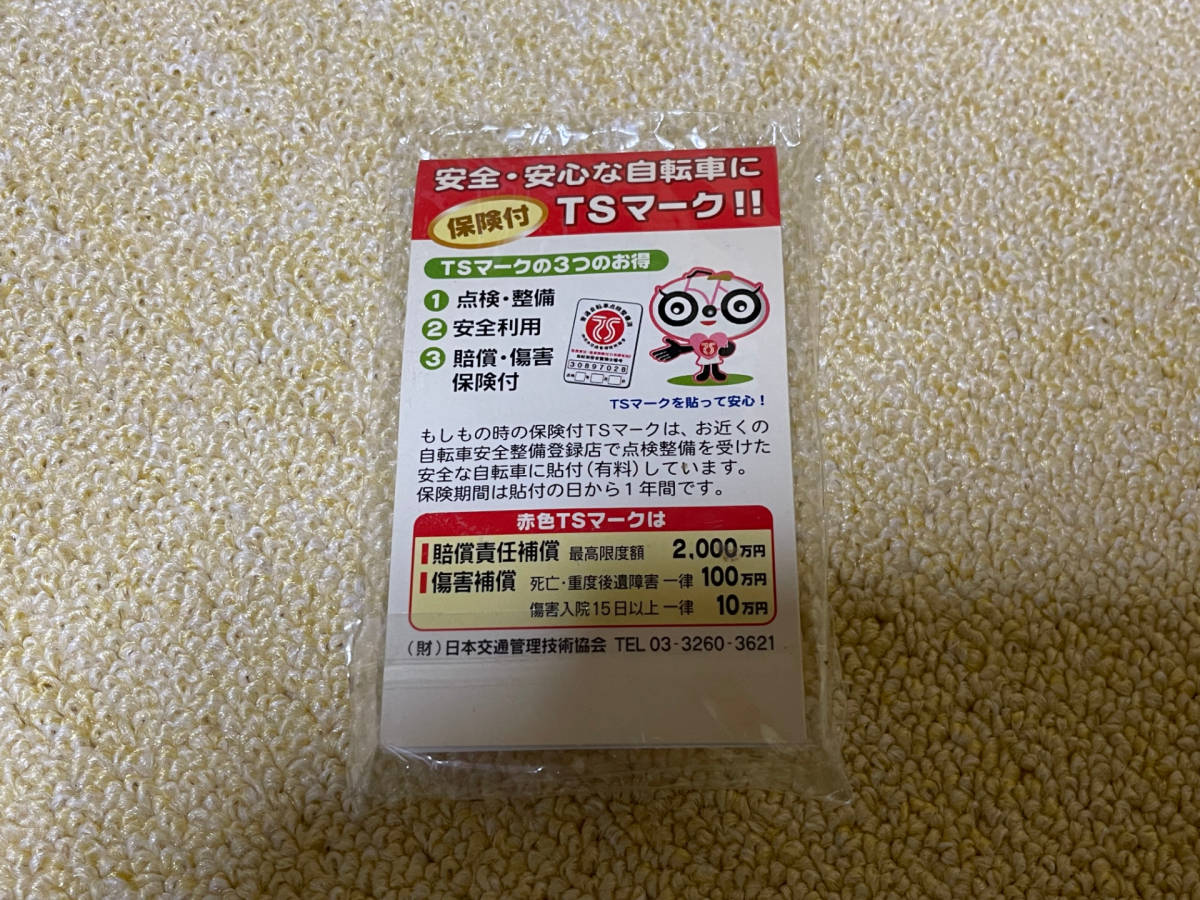 安全・安心な自転車に
保険付 TSマーク!!
TSマークの3つのお得
1 点検・整備
2 安全利用
3 賠償・傷害
保険付
TS
30897028
TSマークを貼って安心!
もしもの時の保険付TSマークは、お近くの
自転車安全整備登録店で点検整備を受けた
安全な自転車に貼付(有料)しています。
保険期間は貼付の日から1年間です。
赤色TSマークは
賠償責任補償 最高限度額 2,000万円
傷害補償 死亡・重度後遺障害 一律 100万円
傷害入院15日以上 一律 10万円
(財)日本交通管理技術協会 TEL 03-3260-3621